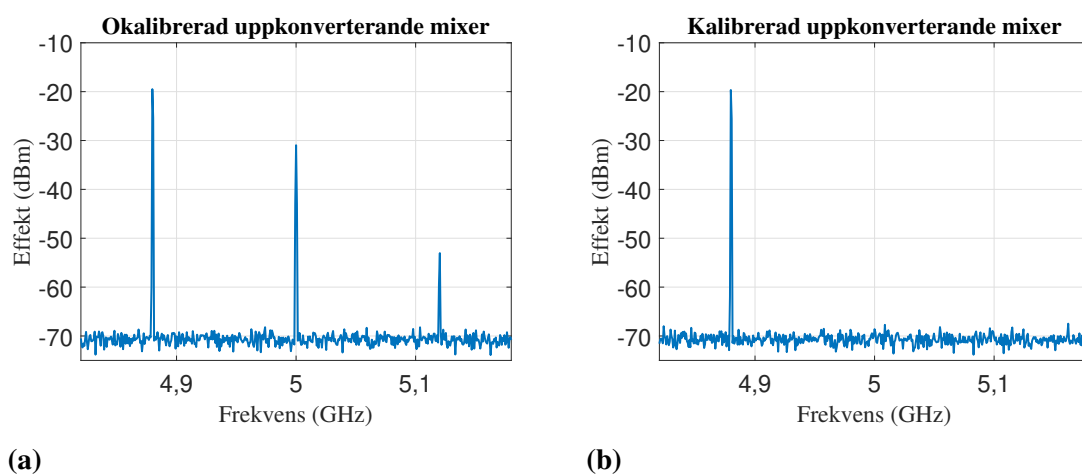 Okalibrerad uppkonverterande mixer
-10
-20
-30
-40
-50
-60
-70
Effekt (dBm)
4,9
5
5,1
Frekvens (GHz)
(a)
Kalibrerad uppkonverterande mixer
-10
-20
-30
-40
-50
-60
-70
Effekt (dBm)
4,9
5
5,1
Frekvens (GHz)
(b)